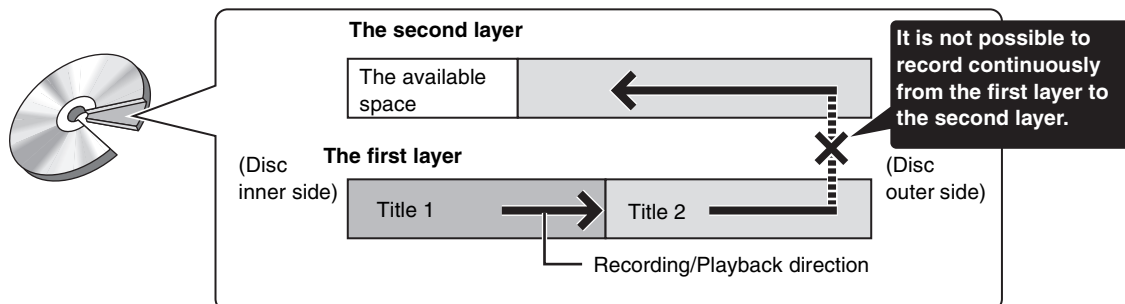 The second layer
It is not possible to
record continuously
from the first layer to
the second layer.
The available
space
The first layer
(Disc
inner side)
(Disc
outer side)
Title 1
Title 2
Recording/Playback direction